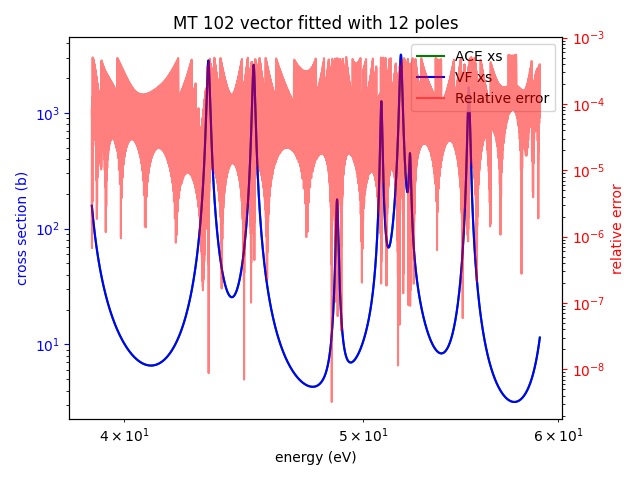 MT 102 vector fitted with 12 poles
ACE xs
VF xs
Relative error
cross section (b)
10³
10²
10¹
relative error
10⁻³
10⁻⁴
10⁻⁵
10⁻⁶
10⁻⁷
10⁻⁸
4 × 10¹
5 × 10¹
6 × 10¹
energy (eV)